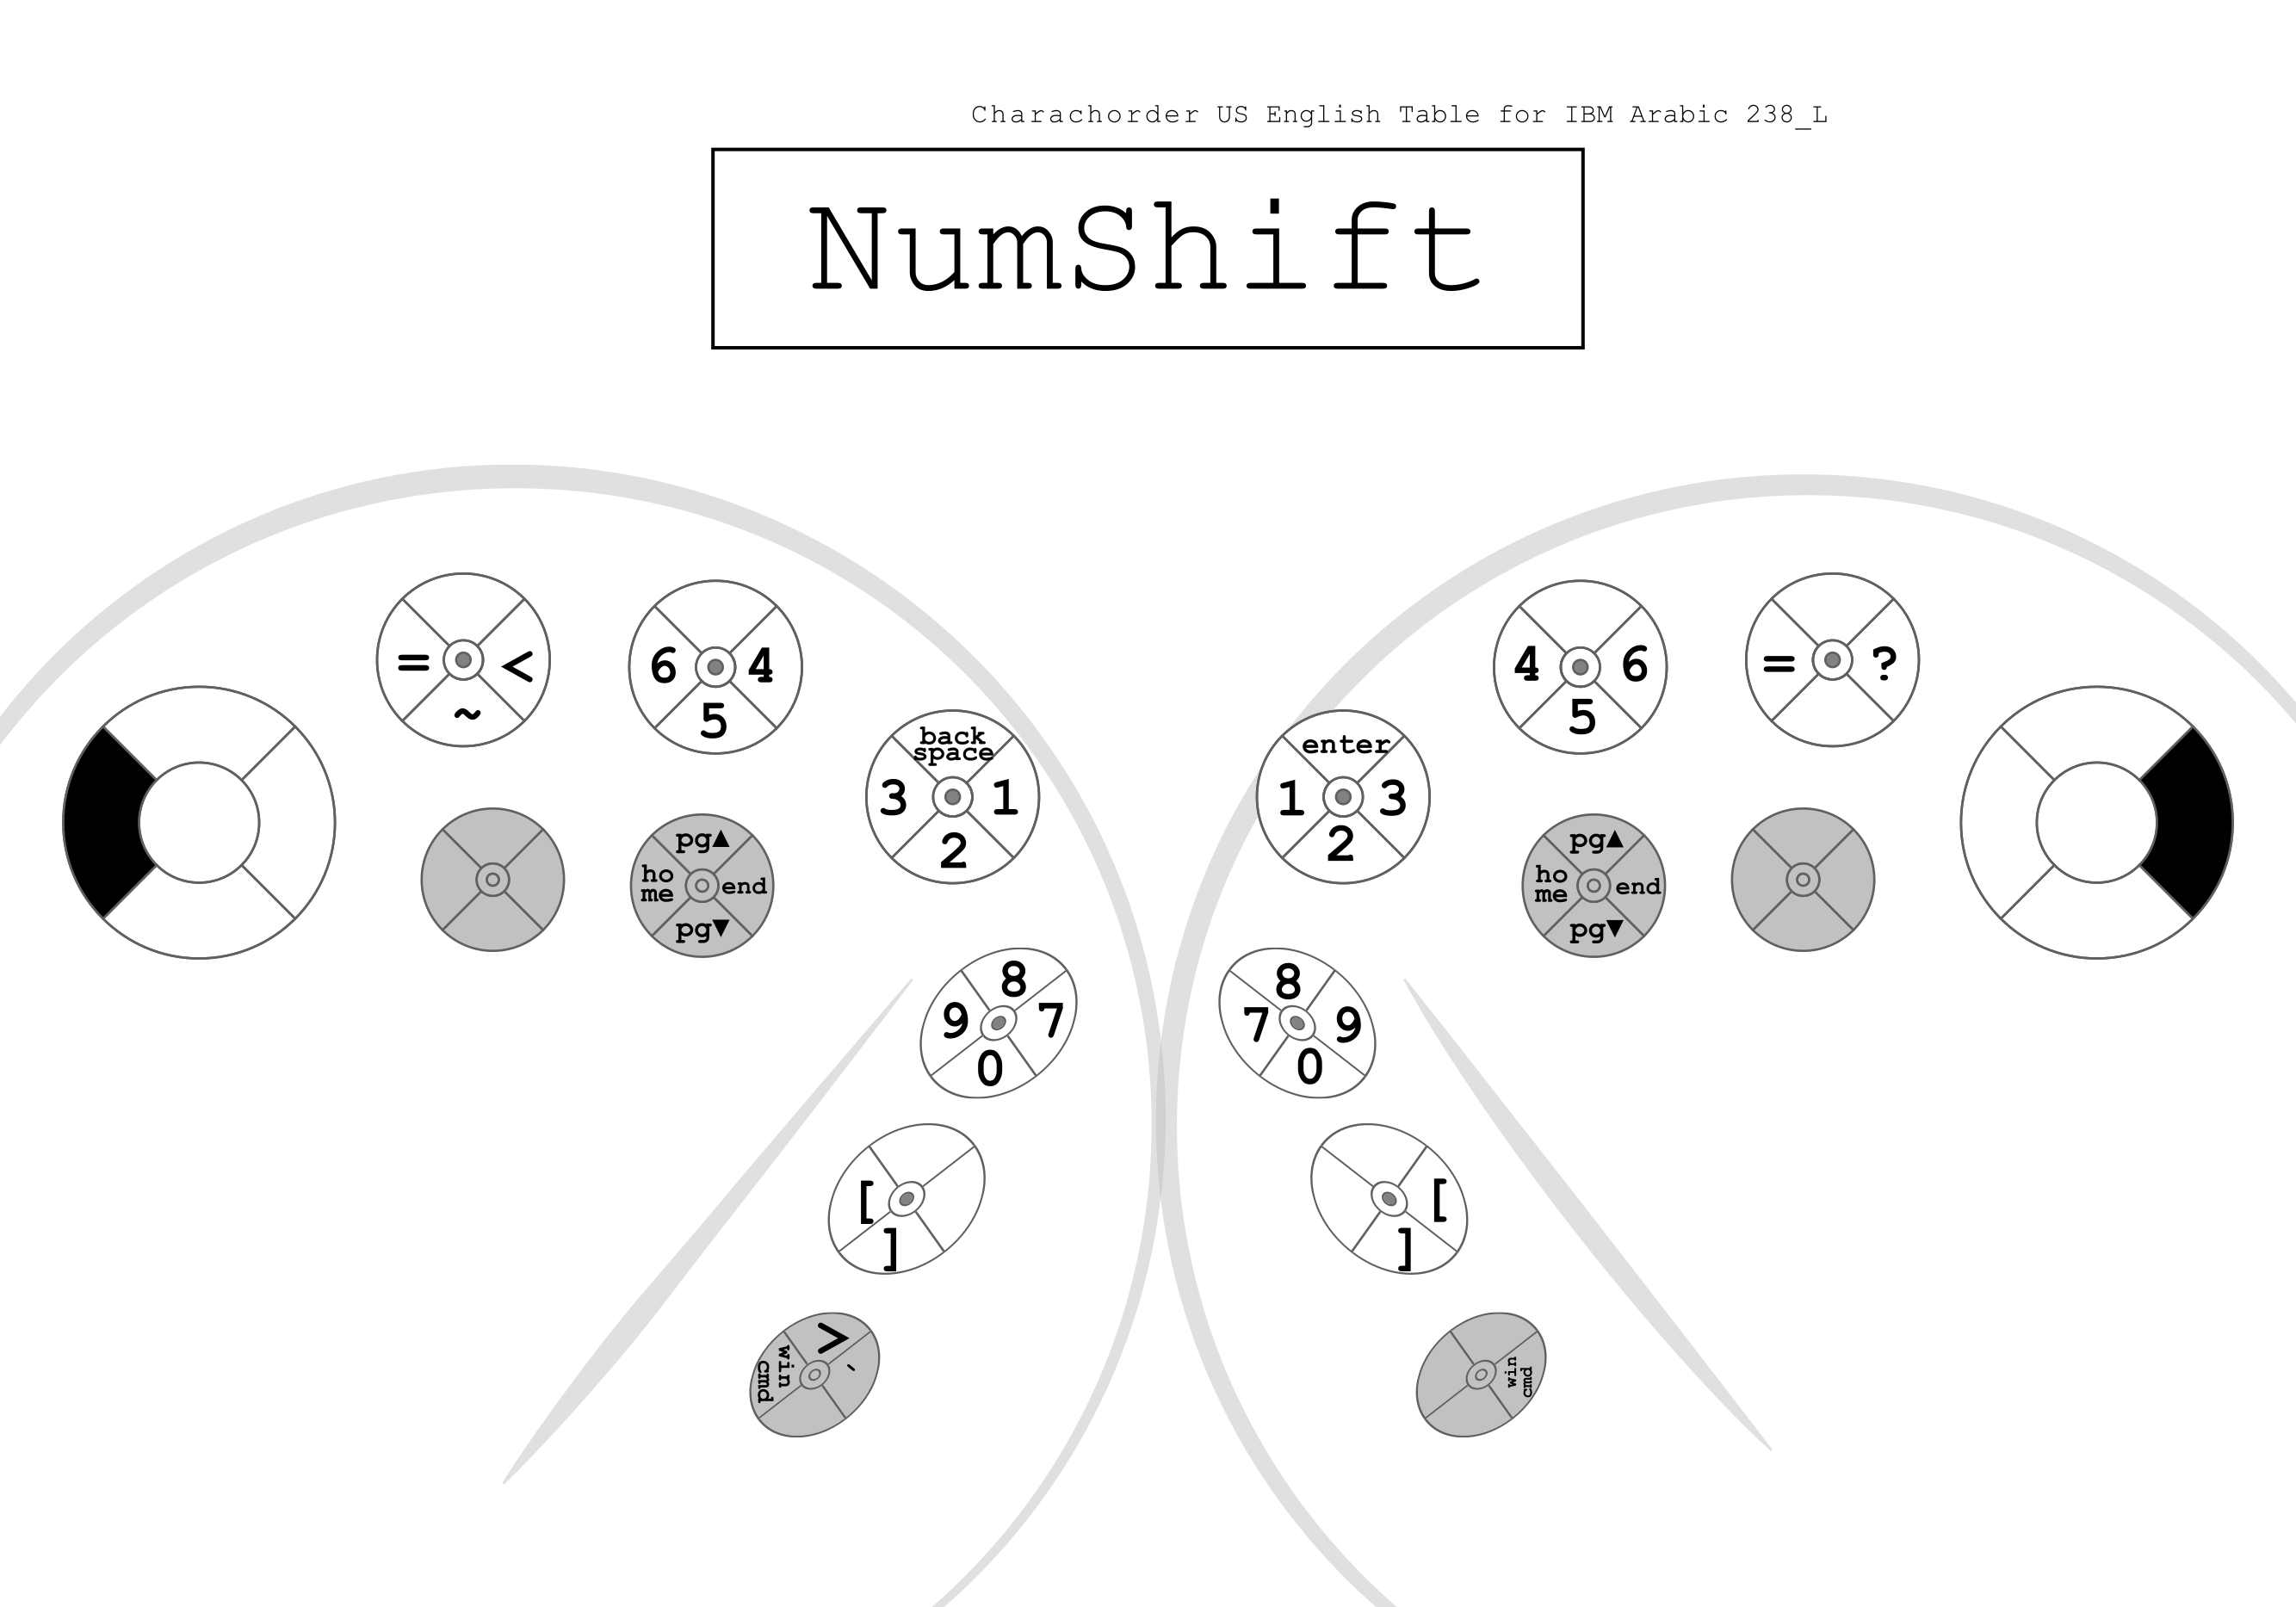 Charachorder US English Table for IBM Arabic 238_L
NumShift
= < ~
6 4 5
back
space
3 1
2
pg▲
ho
me
end
pg▼
9 8 7 0
[ ]
win
cmd
> `
enter
1 3
2
4 6 5
= ?
pg▲
ho
me
end
pg▼
7 8 9 0
[ ]
win
cmd